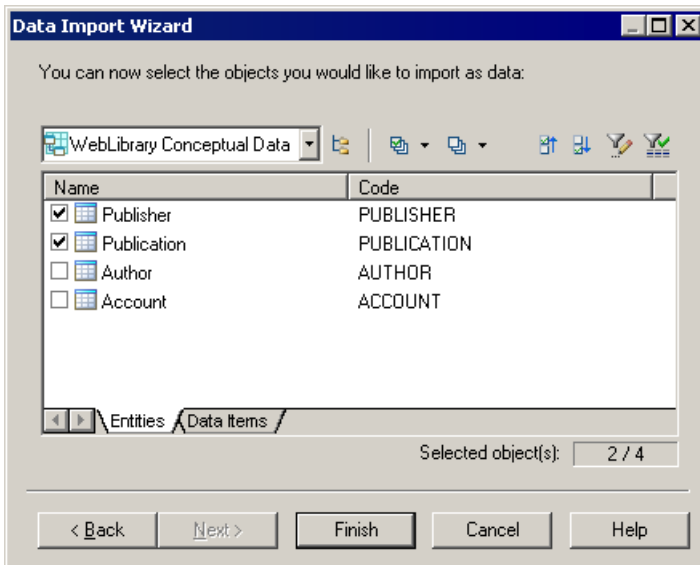 Data Import Wizard
You can now select the objects you would like to import as data:
WebLibrary Conceptual Data
Name Code
Publisher PUBLISHER
Publication PUBLICATION
Author AUTHOR
Account ACCOUNT
Entities Data Items
Selected object(s): 2 / 4
< Back Next > Finish Cancel Help